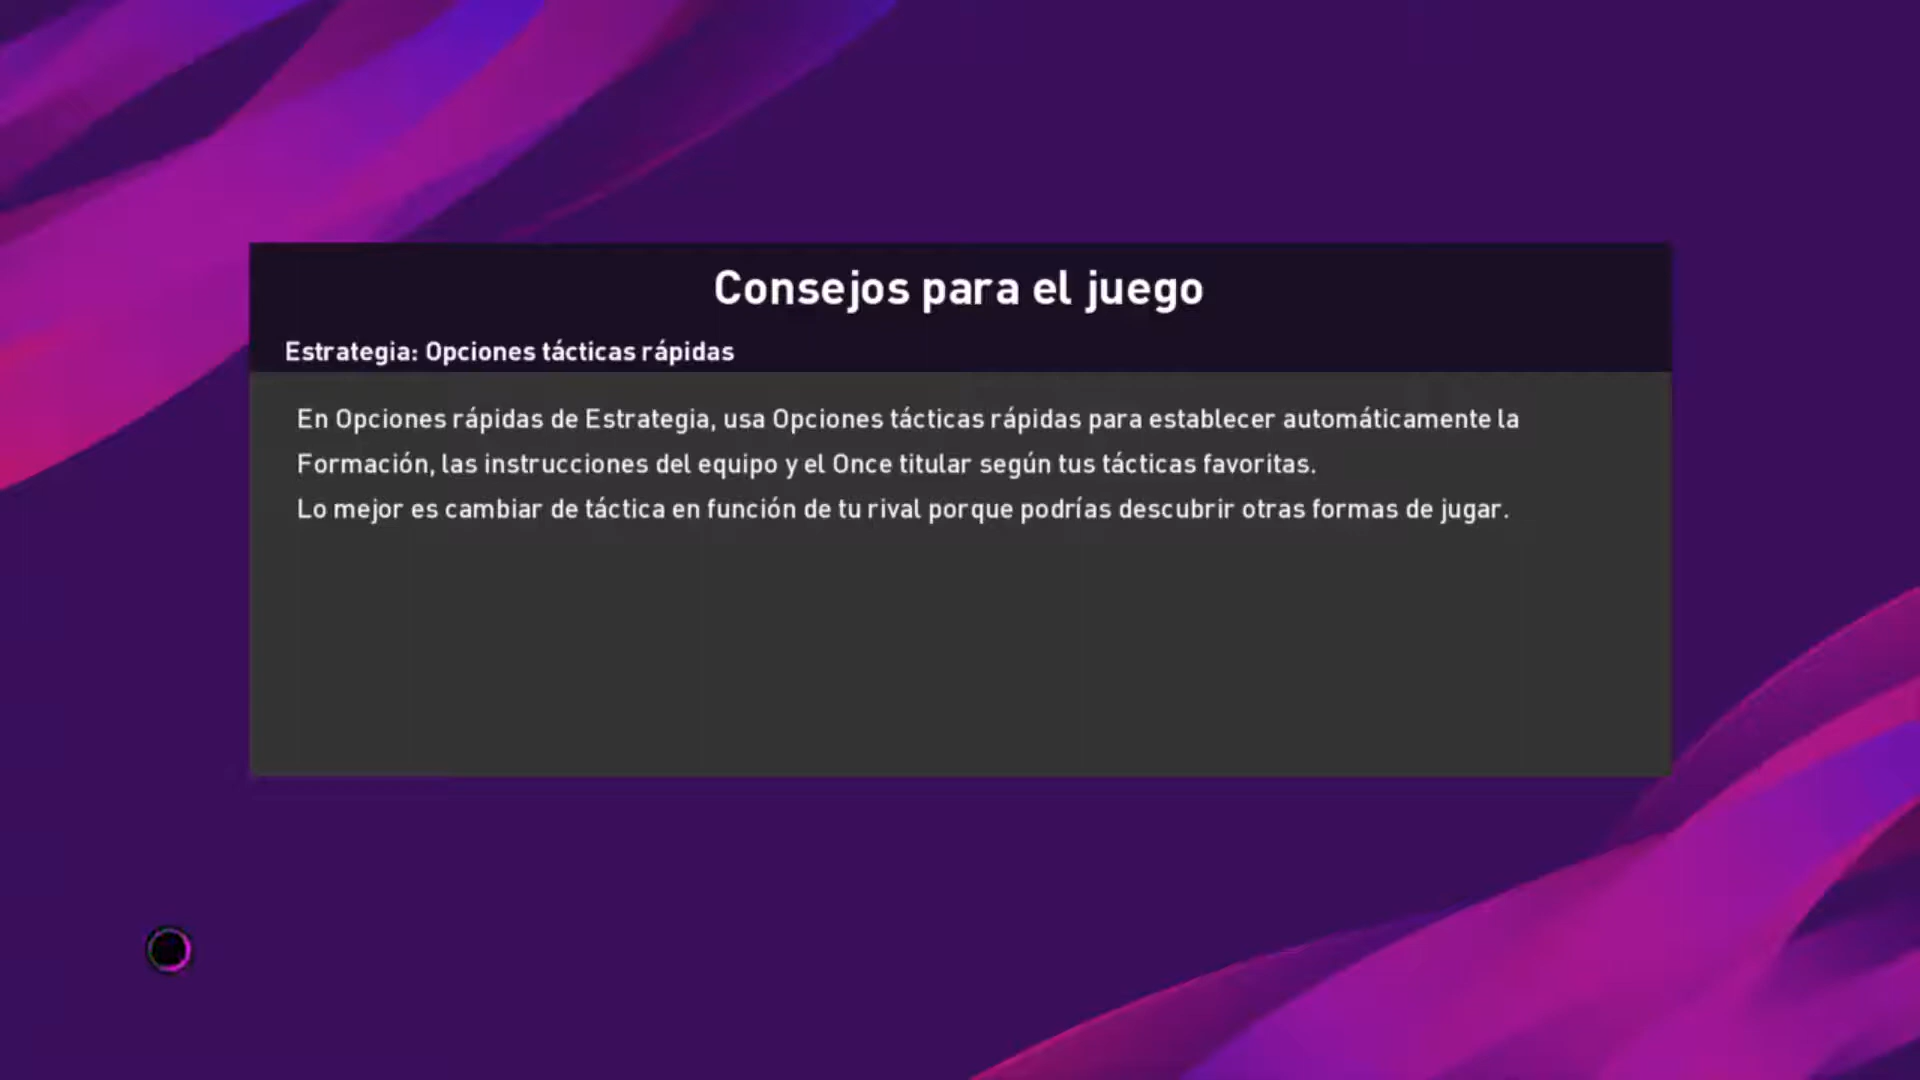 Consejos para el juego
Estrategia: Opciones tácticas rápidas
En Opciones rápidas de Estrategia, usa Opciones tácticas rápidas para establecer automáticamente la
Formación, las instrucciones del equipo y el Once titular según tus tácticas favoritas.
Lo mejor es cambiar de táctica en función de tu rival porque podrías descubrir otras formas de jugar.